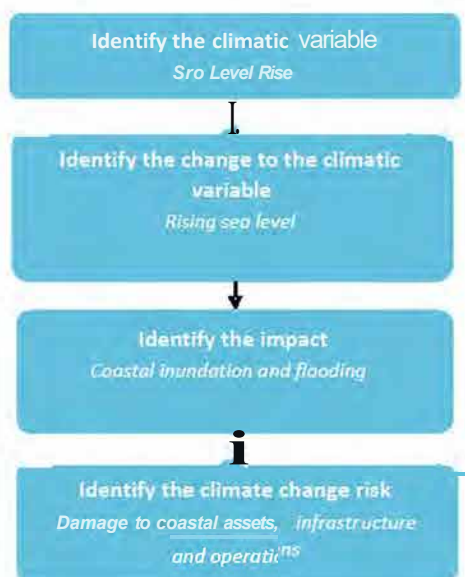 Identify the climatic variable
Sro Level Rise
Identify the change to the climatic
variable
Rising sea level
Identify the impact
Coastal inundation and flooding
Identify the climate change risk
Damage to coastal assets, infrastructure
and operations